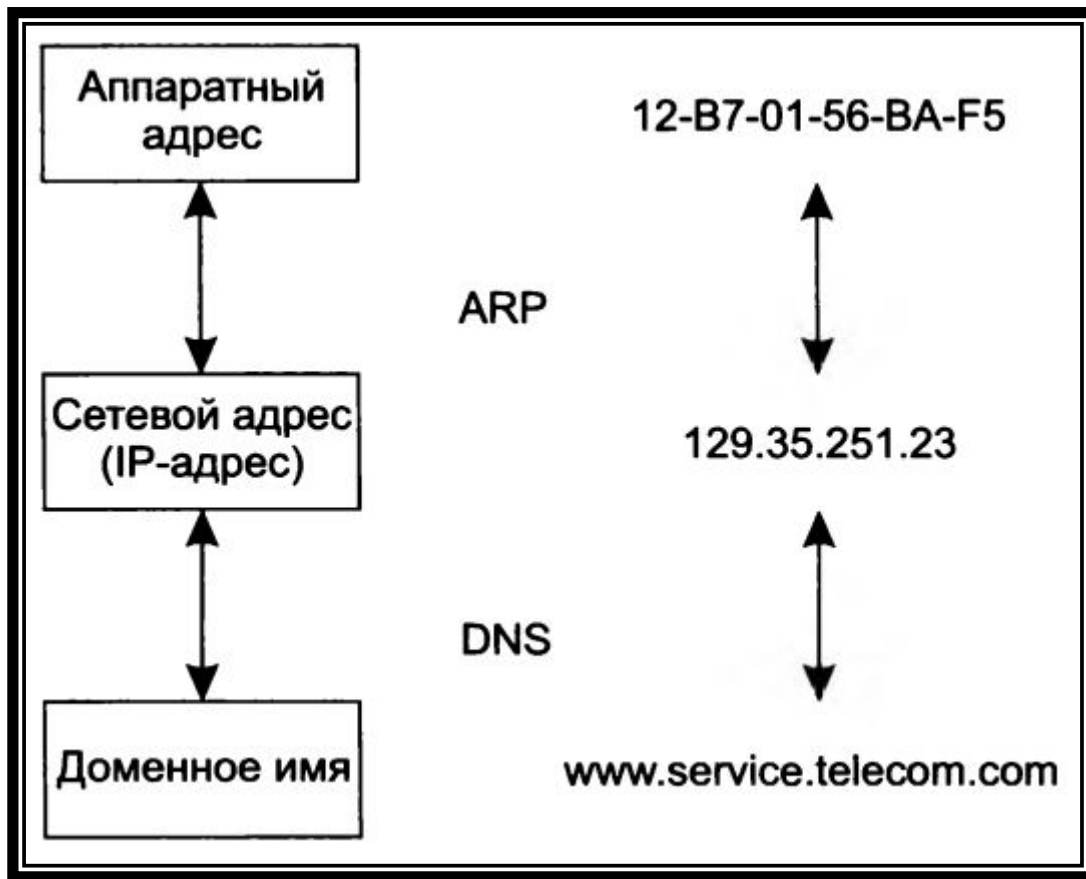 Аппаратный
адрес
12-B7-01-56-BA-F5
ARP
Сетевой адрес
(IP-адрес)
129.35.251.23
DNS
Доменное имя
www.service.telecom.com